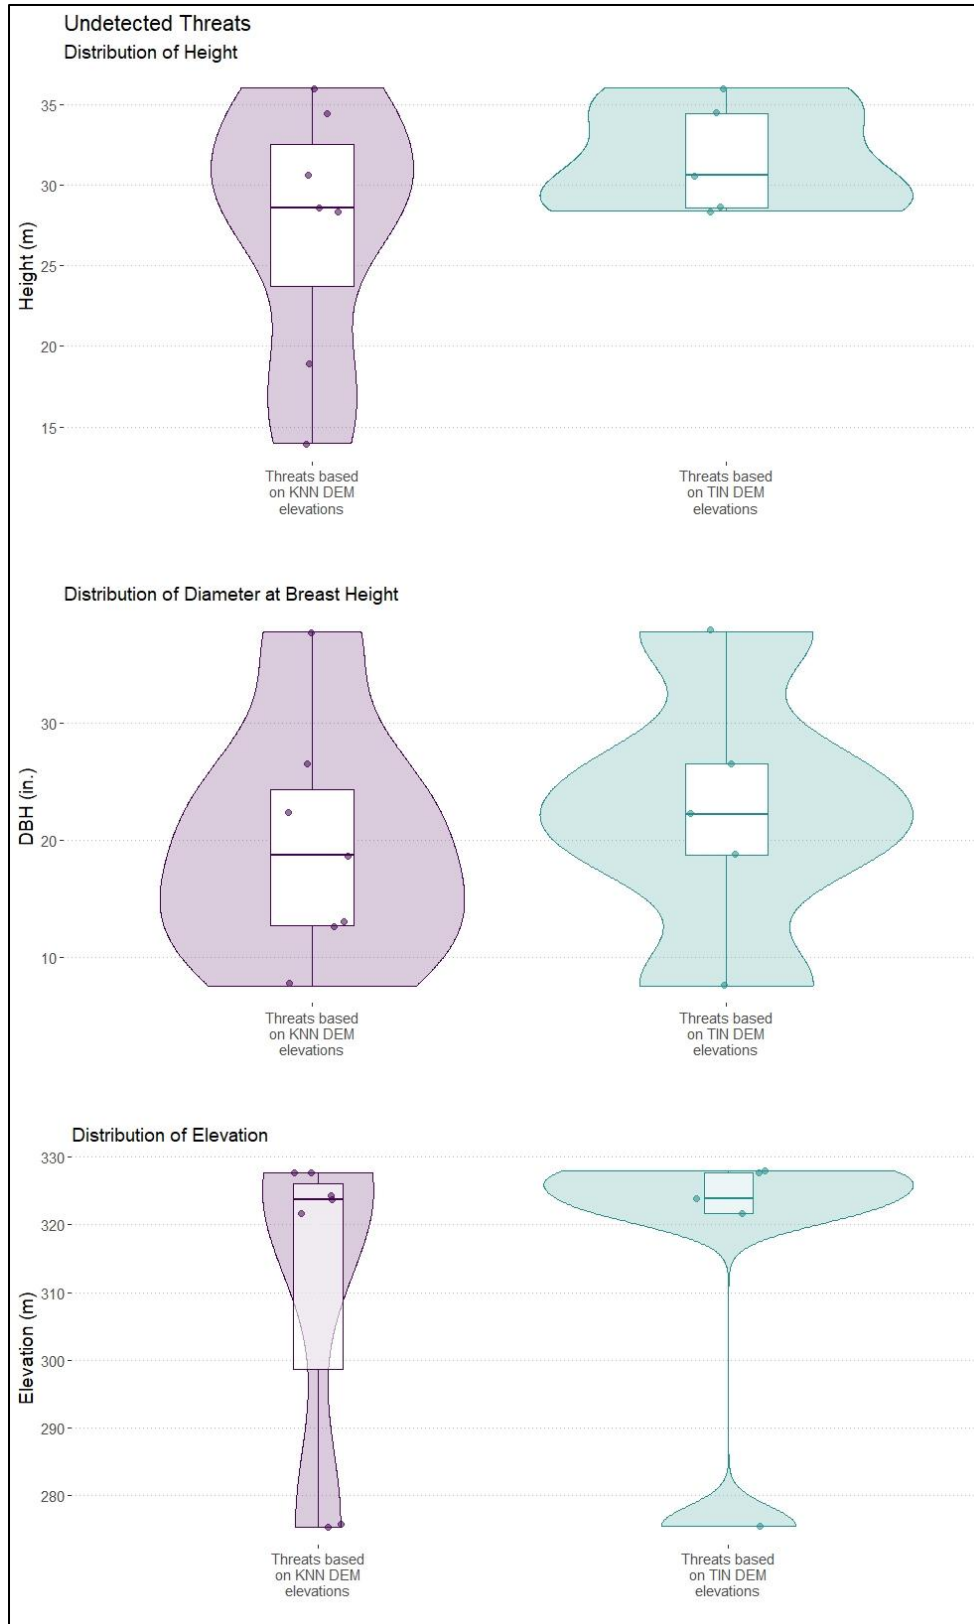 Undetected Threats
Distribution of Height
Height (m)
35
30
25
20
15
Threats based
on KNN DEM
elevations
Threats based
on TIN DEM
elevations
Distribution of Diameter at Breast Height
DBH (in.)
30
20
10
Threats based
on KNN DEM
elevations
Threats based
on TIN DEM
elevations
Distribution of Elevation
Elevation (m)
330
320
310
300
290
280
Threats based
on KNN DEM
elevations
Threats based
on TIN DEM
elevations